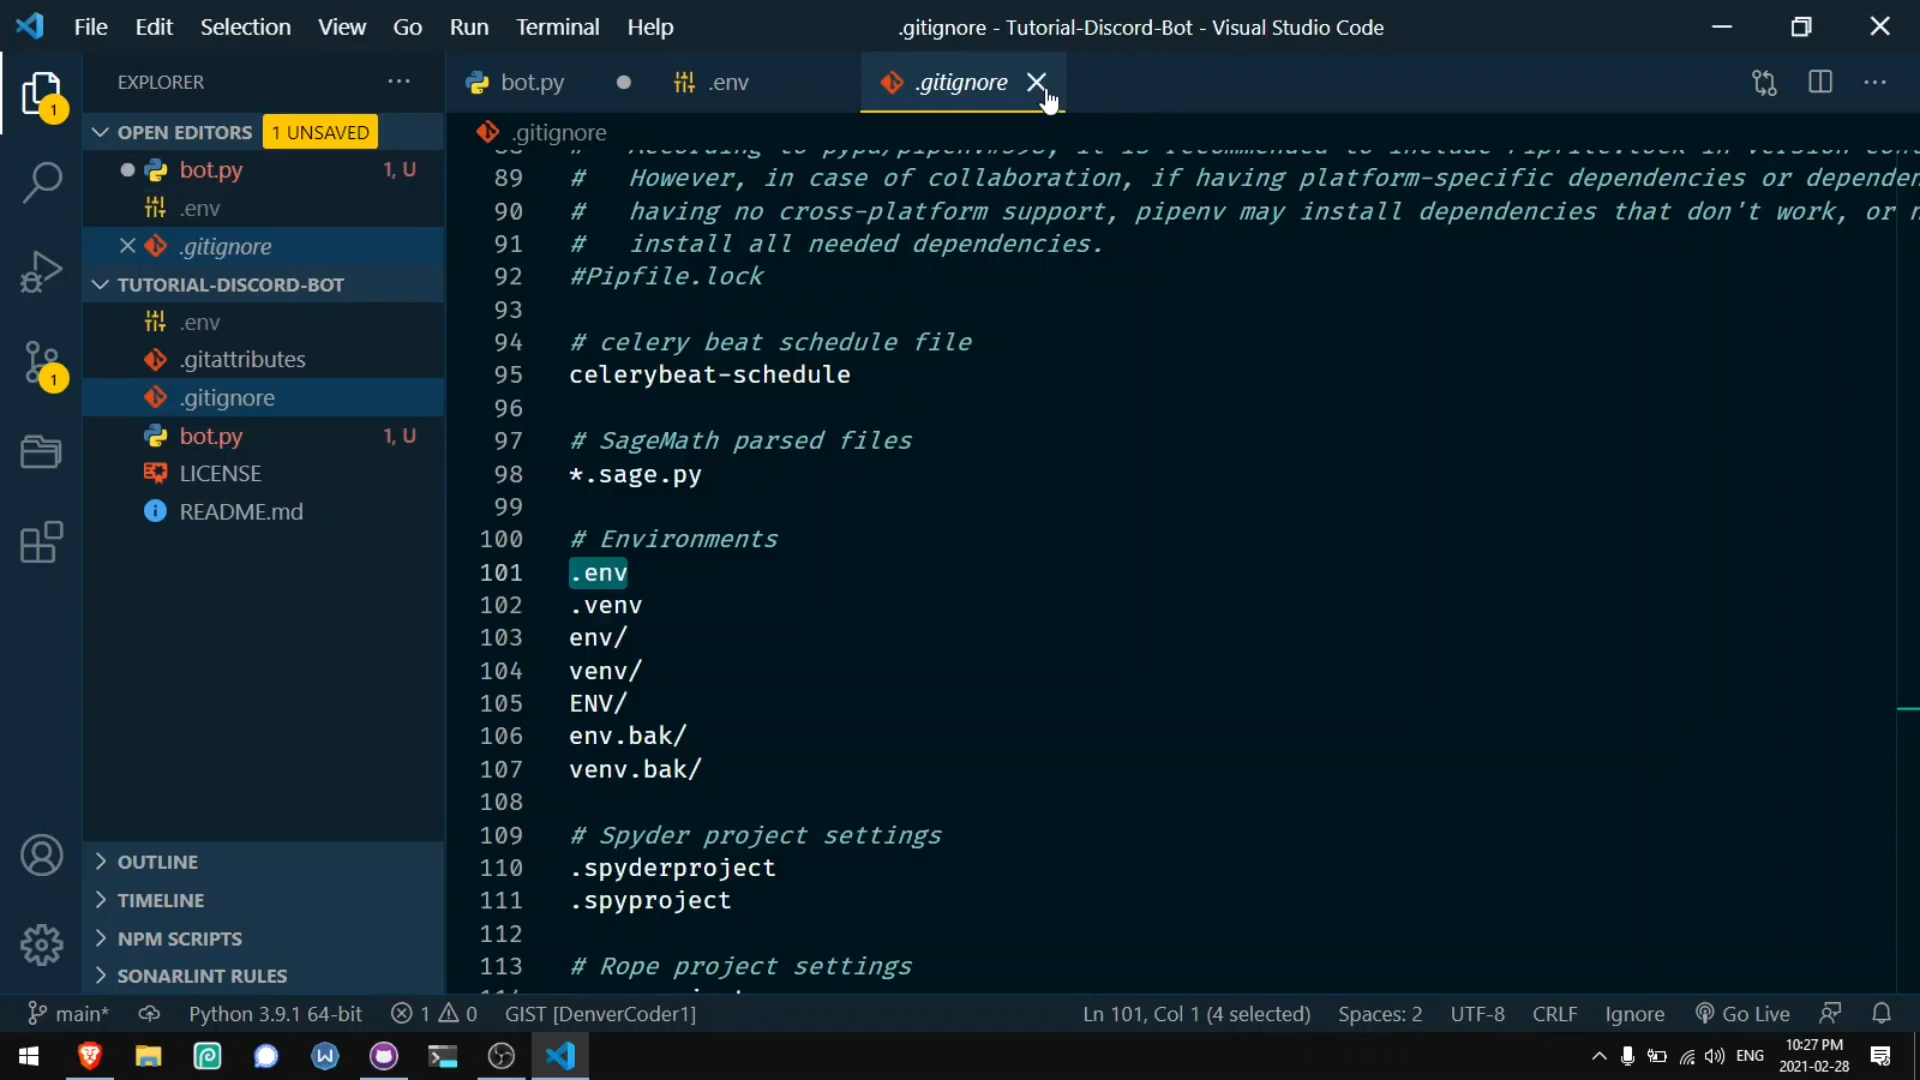 File Edit Selection View Go Run Terminal Help .gitignore - Tutorial-Discord-Bot - Visual Studio Code
EXPLORER
bot.py .env .gitignore
OPEN EDITORS 1 UNSAVED
bot.py 1, U
.env
.gitignore
TUTORIAL-DISCORD-BOT
.env
.gitattributes
.gitignore
bot.py 1, U
LICENSE
README.md
OUTLINE
TIMELINE
NPM SCRIPTS
SONARLINT RULES
.gitignore
89 # However, in case of collaboration, if having platform-specific dependencies or
90 # having no cross-platform support, pipenv may install dependencies that don't work, or
91 # install all needed dependencies.
92 #Pipfile.lock
93
94 # celery beat schedule file
95 celerybeat-schedule
96
97 # SageMath parsed files
98 *.sage.py
99
100 # Environments
101 .env
102 .venv
103 env/
104 venv/
105 ENV/
106 env.bak/
107 venv.bak/
108
109 # Spyder project settings
110 .spyderproject
111 .spyproject
112
113 # Rope project settings
main* Python 3.9.1 64-bit 1 0 GIST [DenverCoder1] Ln 101, Col 1 (4 selected) Spaces: 2 UTF-8 CRLF Ignore Go Live
1
1
ENG 10:27 PM
2021-02-28